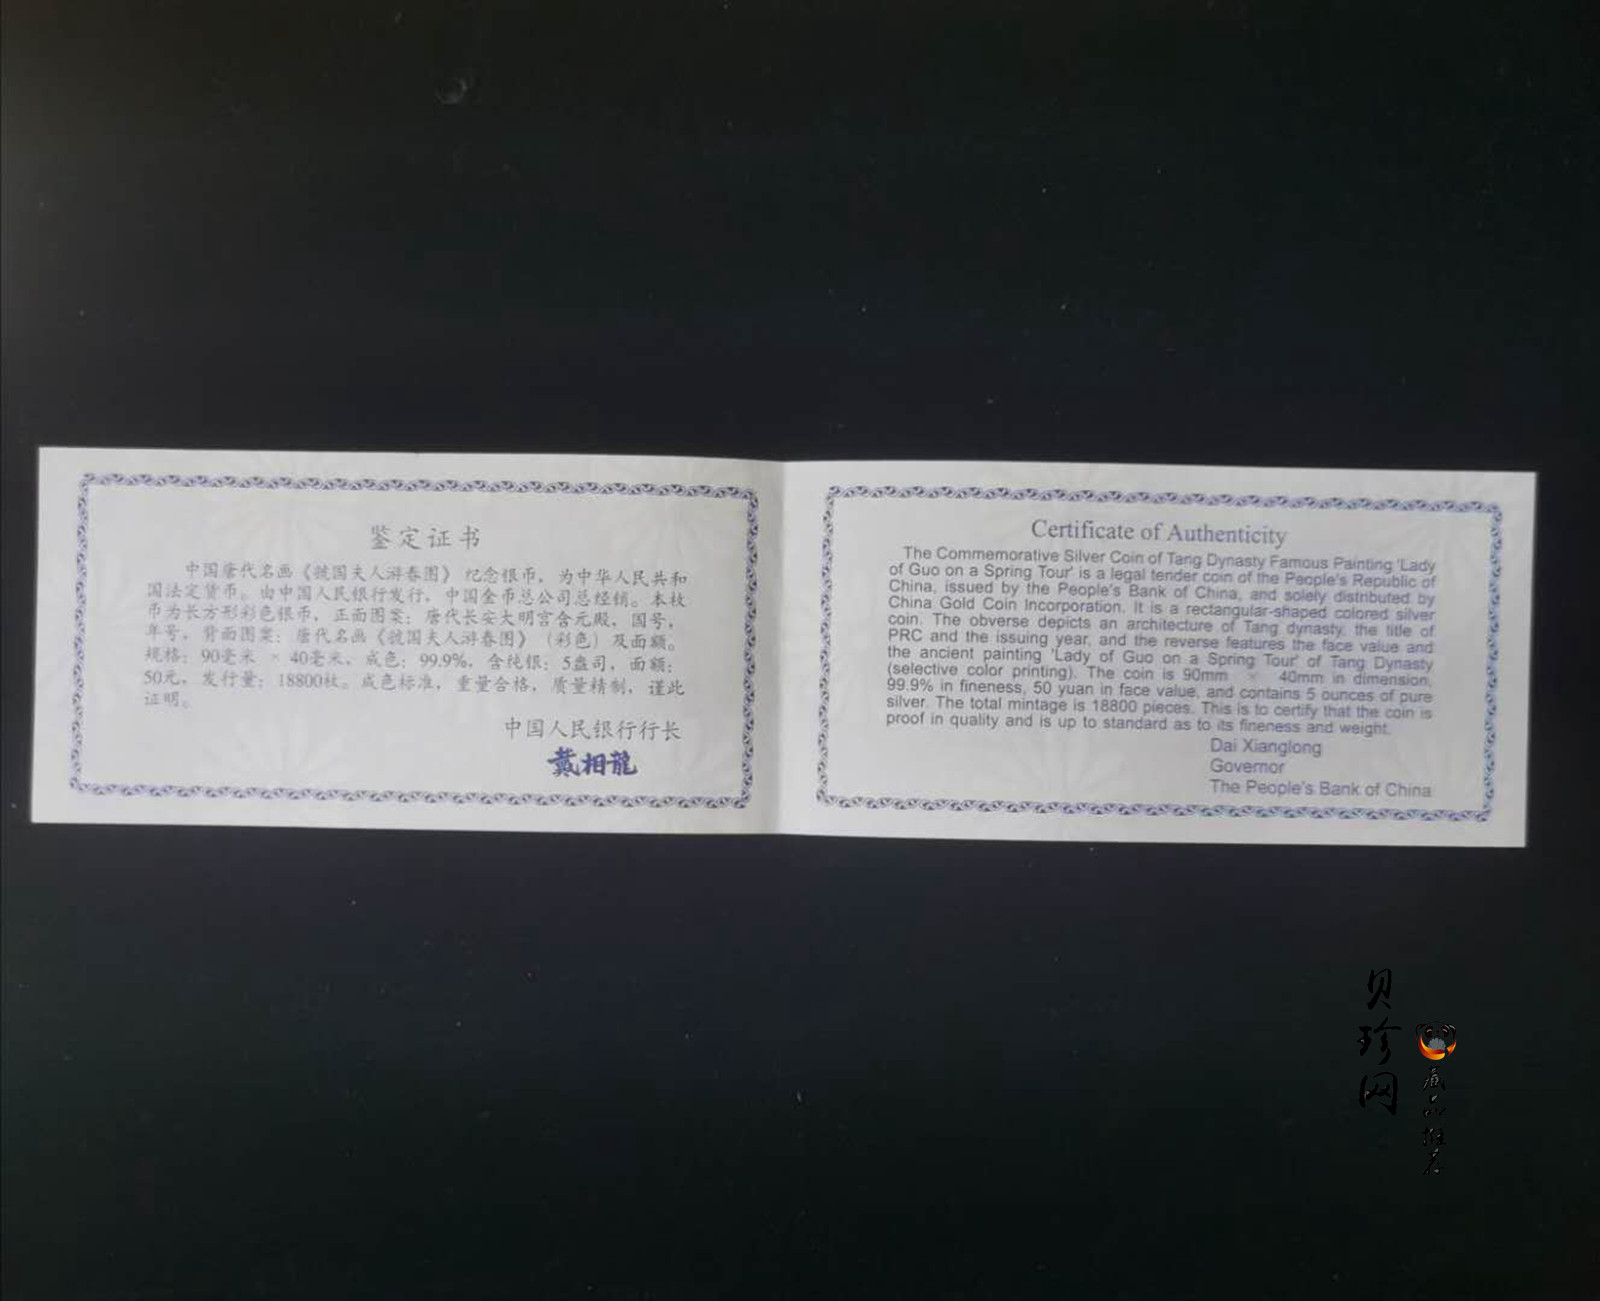 鉴定证书
中国唐代名画《虢国夫人游春图》纪念银币，为中华人民共和
国法定货币。由中国人民银行发行，中国金币总公司总经销。本枚
币为长方形彩色银币，正面图案：唐代长安大明宫含元殿，国号，
年号，背面图案：唐代名画《虢国夫人游春图》（彩色）及面额。
规格：90毫米 × 40毫米，成色：99.9%，含纯银：5盎司，面额：
50元，发行量：18800枚。成色标准，重量合格，质量精制，谨此
证明。
中国人民银行行长
戴相龍
Certificate of Authenticity
The Commemorative Silver Coin of Tang Dynasty Famous Painting 'Lady
of Guo on a Spring Tour' is a legal tender coin of the People's Republic of
China, issued by the People's Bank of China, and solely distributed by
China Gold Coin Incorporation. It is a rectangular-shaped colored silver
coin. The obverse depicts an architecture of Tang dynasty, the title of
PRC and the issuing year, and the reverse features the face value and
the ancient painting 'Lady of Guo on a Spring Tour' of Tang Dynasty
(selective color printing). The coin is 90mm × 40mm in dimension,
99.9% in fineness, 50 yuan in face value, and contains 5 ounces of pure
silver. The total mintage is 18800 pieces. This is to certify that the coin is
proof in quality and is up to standard as to its fineness and weight.
Dai Xianglong
Governor
The People's Bank of China
贝珍网
藏品推荐